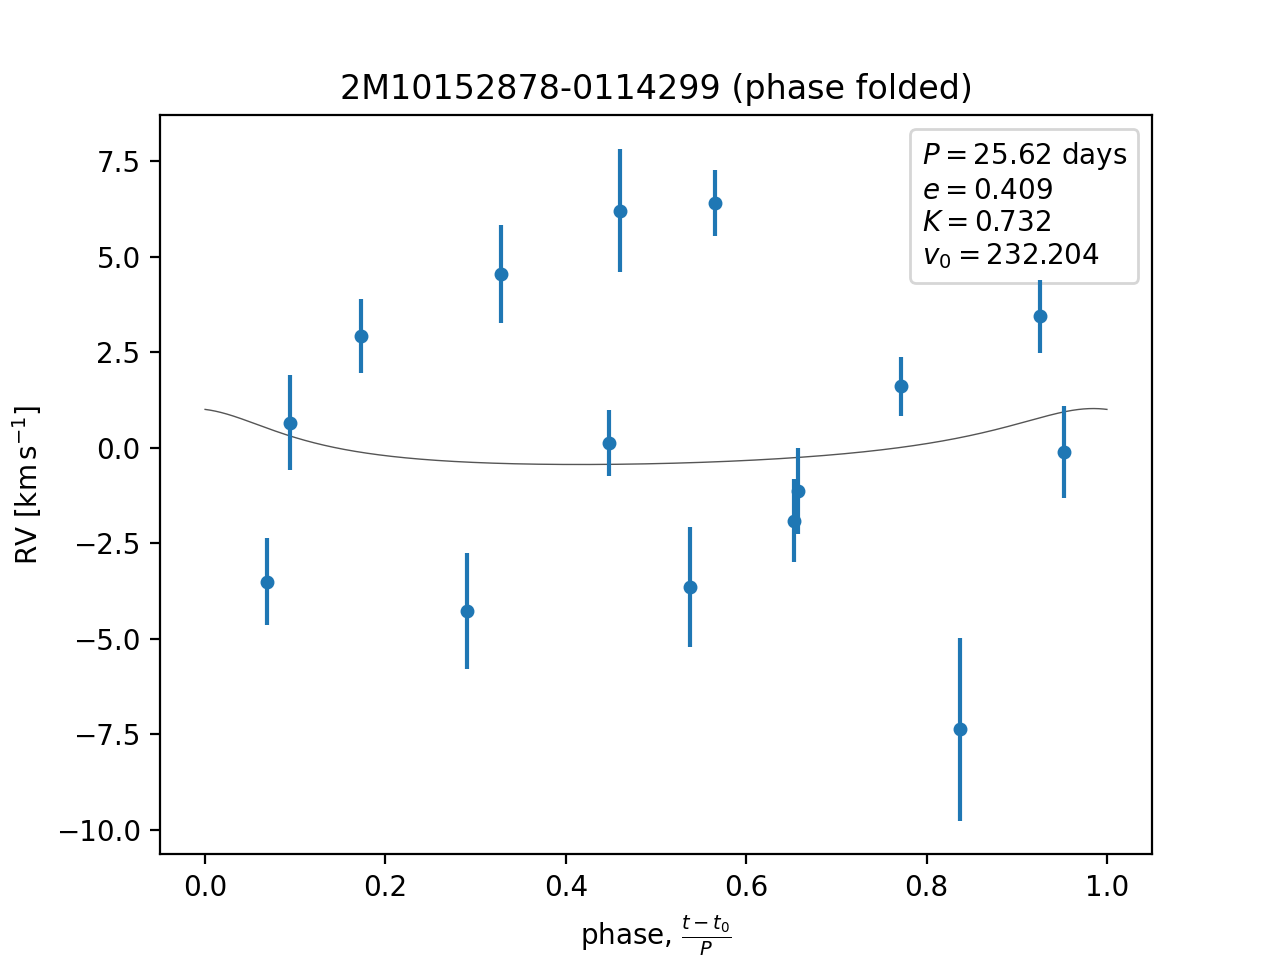 2M10152878-0114299 (phase folded)
P = 25.62 days
e = 0.409
K = 0.732
v₀ = 232.204
RV [km s⁻¹]
7.5
5.0
2.5
0.0
−2.5
−5.0
−7.5
−10.0
0.0 0.2 0.4 0.6 0.8 1.0
phase, (t − t₀)/P